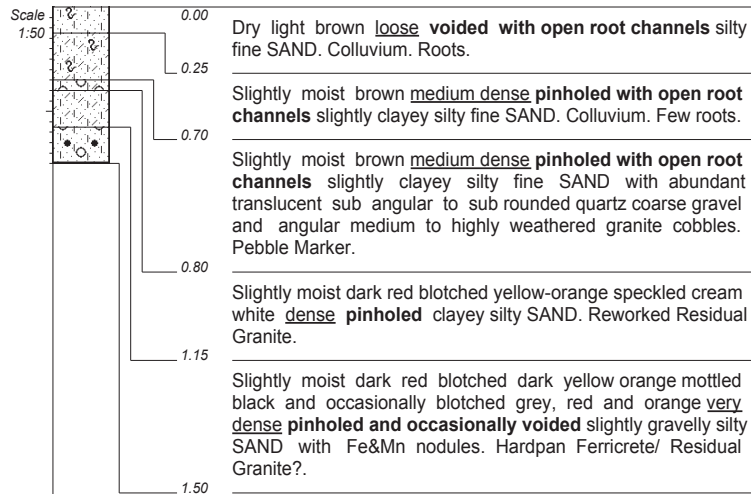 Scale
1:50
0.00
Dry light brown loose voided with open root channels silty
fine SAND. Colluvium. Roots.
0.25
Slightly moist brown medium dense pinholed with open root
channels slightly clayey silty fine SAND. Colluvium. Few roots.
0.70
Slightly moist brown medium dense pinholed with open root
channels slightly clayey silty fine SAND with abundant
translucent sub angular to sub rounded quartz coarse gravel
and angular medium to highly weathered granite cobbles.
Pebble Marker.
0.80
Slightly moist dark red blotched yellow-orange speckled cream
white dense pinholed clayey silty SAND. Reworked Residual
Granite.
1.15
Slightly moist dark red blotched dark yellow orange mottled
black and occasionally blotched grey, red and orange very
dense pinholed and occasionally voided slightly gravelly silty
SAND with Fe&Mn nodules. Hardpan Ferricrete/ Residual
Granite?.
1.50